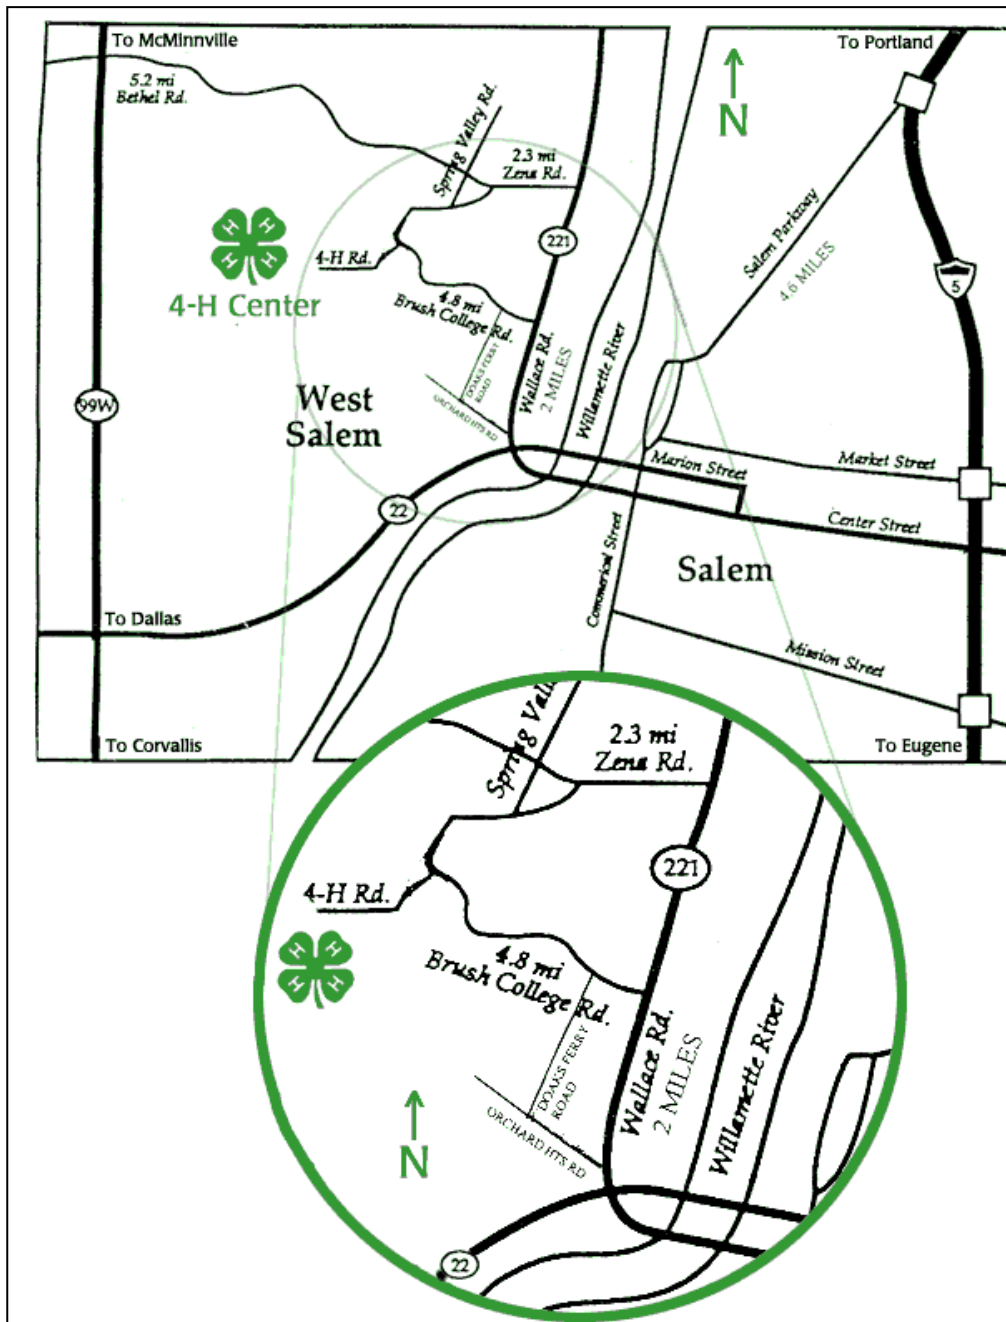 To McMinnville
To Portland
5.2 mi
Bethel Rd.
Spring Valley Rd.
N
2.3 mi
Zena Rd.
H H
H H
4-H Center
4-H Rd.
221
Salem Parkway
4.6 MILES
5
4.8 mi
Brush College Rd.
DOAKS FERRY
ROAD
ORCHARD HTS RD
Wallace Rd.
2 MILES
Willamette River
99W
West
Salem
Marion Street
Market Street
22
Center Street
Commerical Street
Salem
To Dallas
Mission Street
To Corvallis
To Eugene
Spring Valle
2.3 mi
Zena Rd.
221
4-H Rd.
H H
H H
4.8 mi
Brush College Rd.
DOAKS FERRY
ROAD
ORCHARD HTS RD
Wallace Rd.
2 MILES
Willamette River
N
22